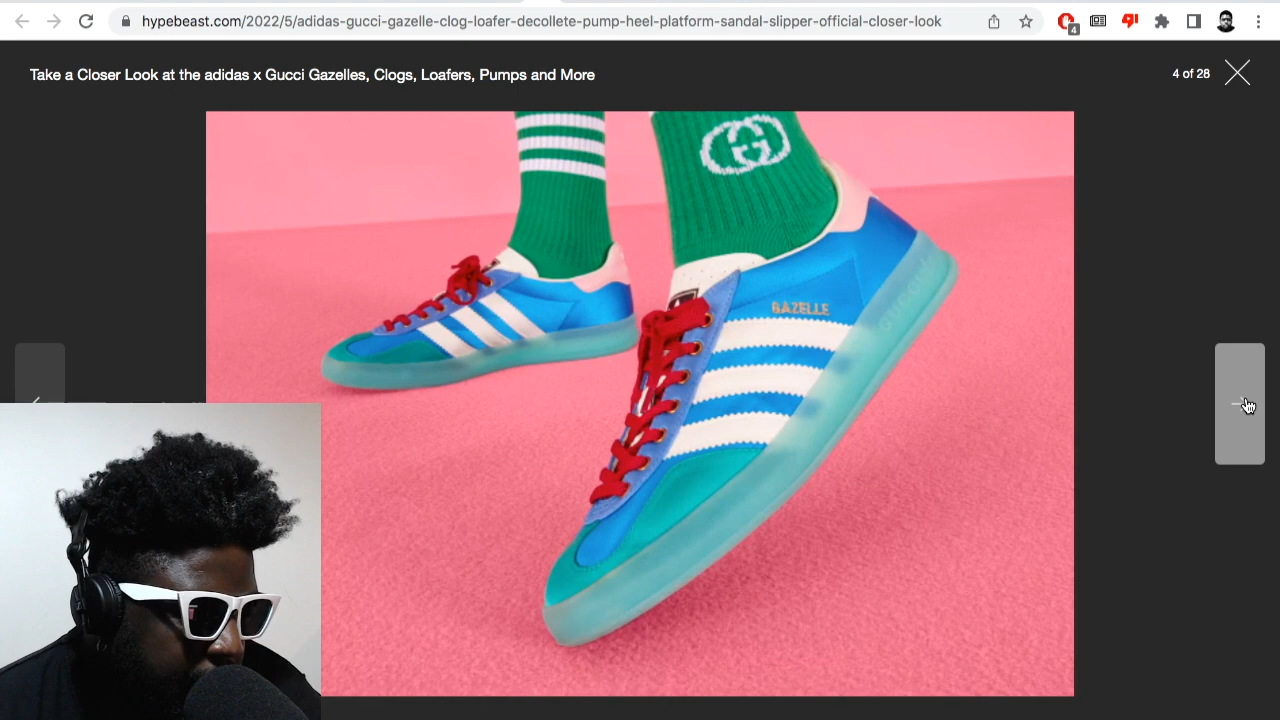 hypebeast.com/2022/5/adidas-gucci-gazelle-clog-loafer-decollete-pump-heel-platform-sandal-slipper-official-closer-look
4
Take a Closer Look at the adidas x Gucci Gazelles, Clogs, Loafers, Pumps and More
4 of 28
GAZELLE